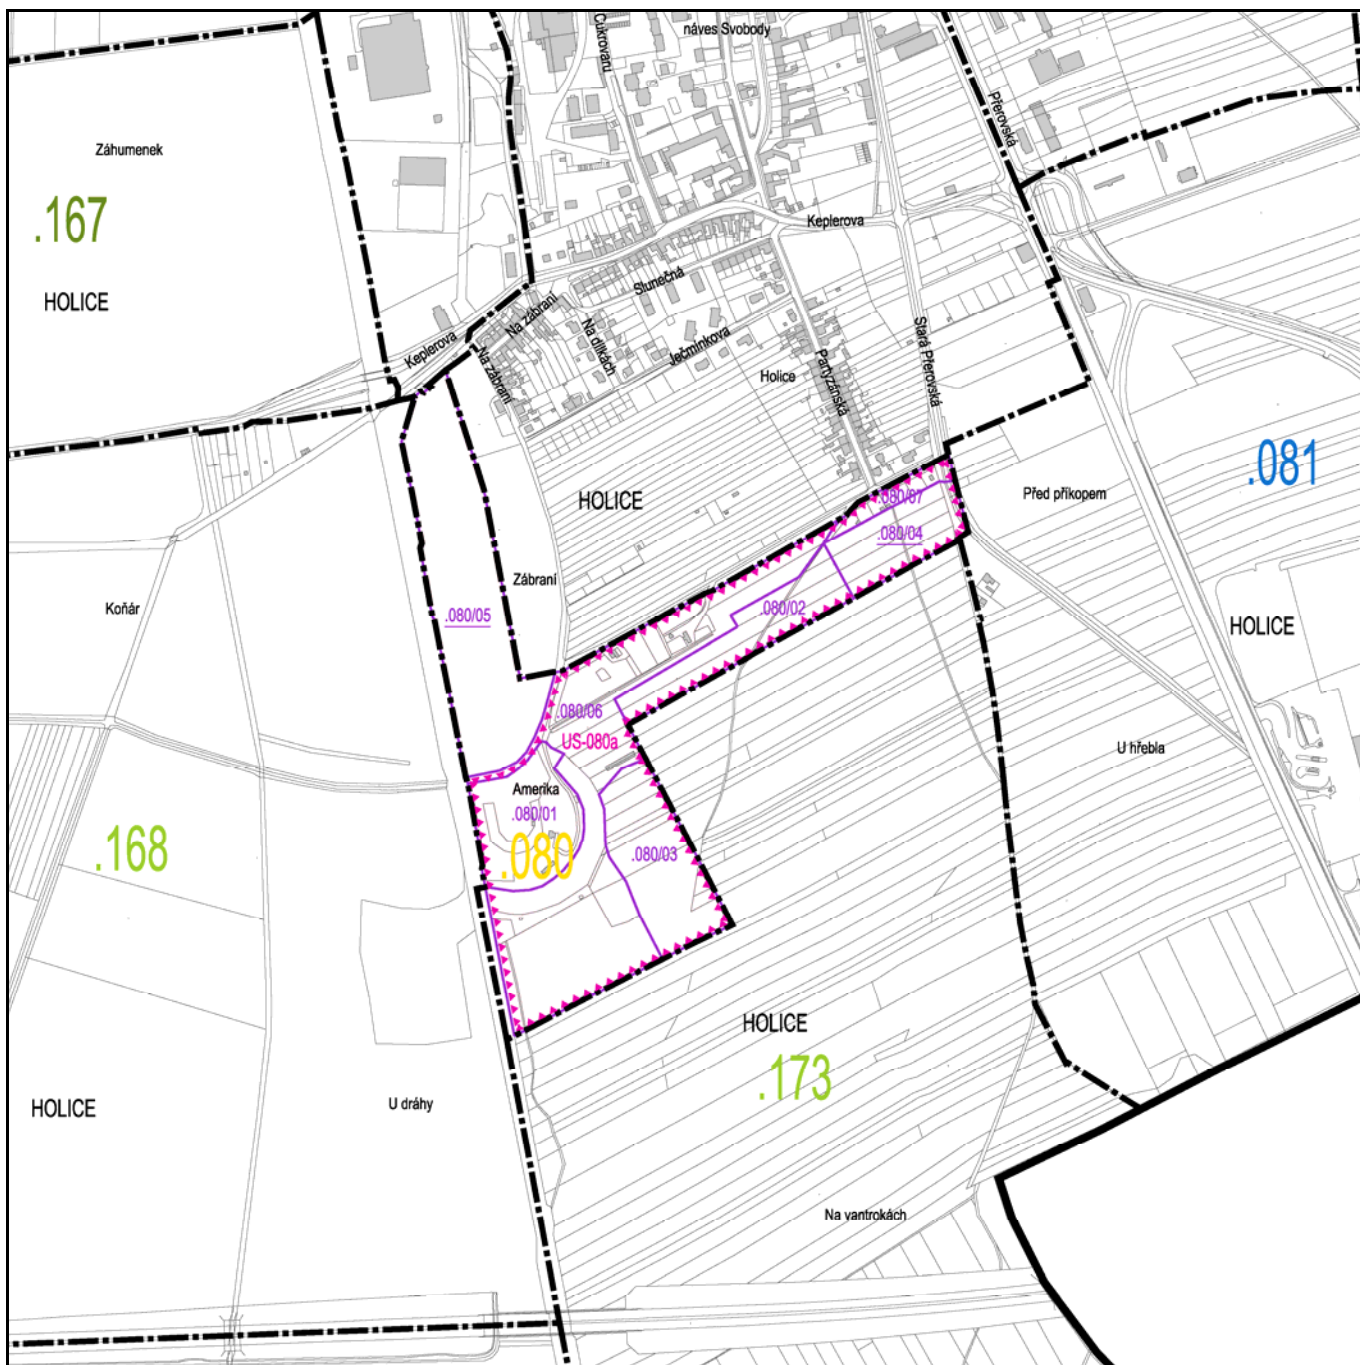 Cukrovaru
náves Svobody
Přerovská
Záhumenek
.167
HOLICE
Keplerova
Slunečná
Na zábraní
Na dílkách
Ječmínkova
Keplerova
Na zábraní
Holice
Partyzánská
Stará Přerovská
.081
HOLICE
Před příkopem
.080/07
.080/04
Zábraní
Koňár
.080/05
.080/02
HOLICE
.080/06
US-080a
U hřebla
Amerika
.080/01
.168
.080
.080/03
HOLICE
.173
HOLICE
U dráhy
Na vantrokách